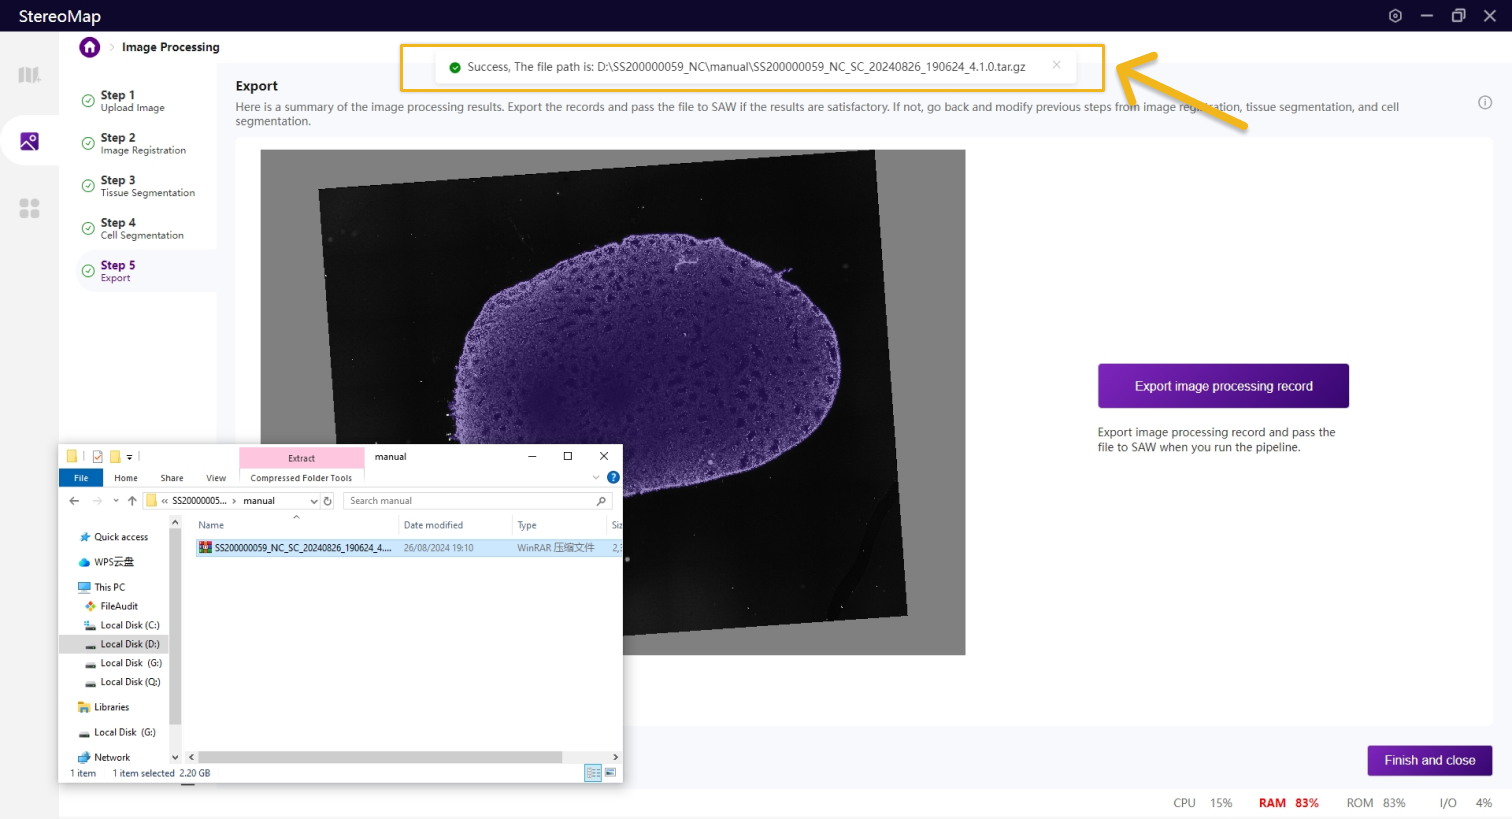 StereoMap
Image Processing
Success, The file path is: D:\SS200000059_NC\manual\SS200000059_NC_SC_20240826_190624_4.1.0.tar.gz
Step 1
Upload Image
Step 2
Image Registration
Step 3
Tissue Segmentation
Step 4
Cell Segmentation
Step 5
Export
Export
Here is a summary of the image processing results. Export the records and pass the file to SAW if the results are satisfactory. If not, go back and modify previous steps from image registration, tissue segmentation, and cell
segmentation.
Export image processing record
Export image processing record and pass the
file to SAW when you run the pipeline.
Extract
manual
File Home Share View Compressed Folder Tools
« SS20000005... › manual
Search manual
Name Date modified Type Siz
SS200000059_NC_SC_20240826_190624_4.... 26/08/2024 19:10 WinRAR 压缩文件 2,3
Quick access
WPS云盘
This PC
FileAudit
Local Disk (C:)
Local Disk (D:)
Local Disk (G:)
Local Disk (Q:)
Libraries
Local Disk (G:)
Network
1 item 1 item selected 2.20 GB
Finish and close
CPU 15% RAM 83% ROM 83% I/O 4%